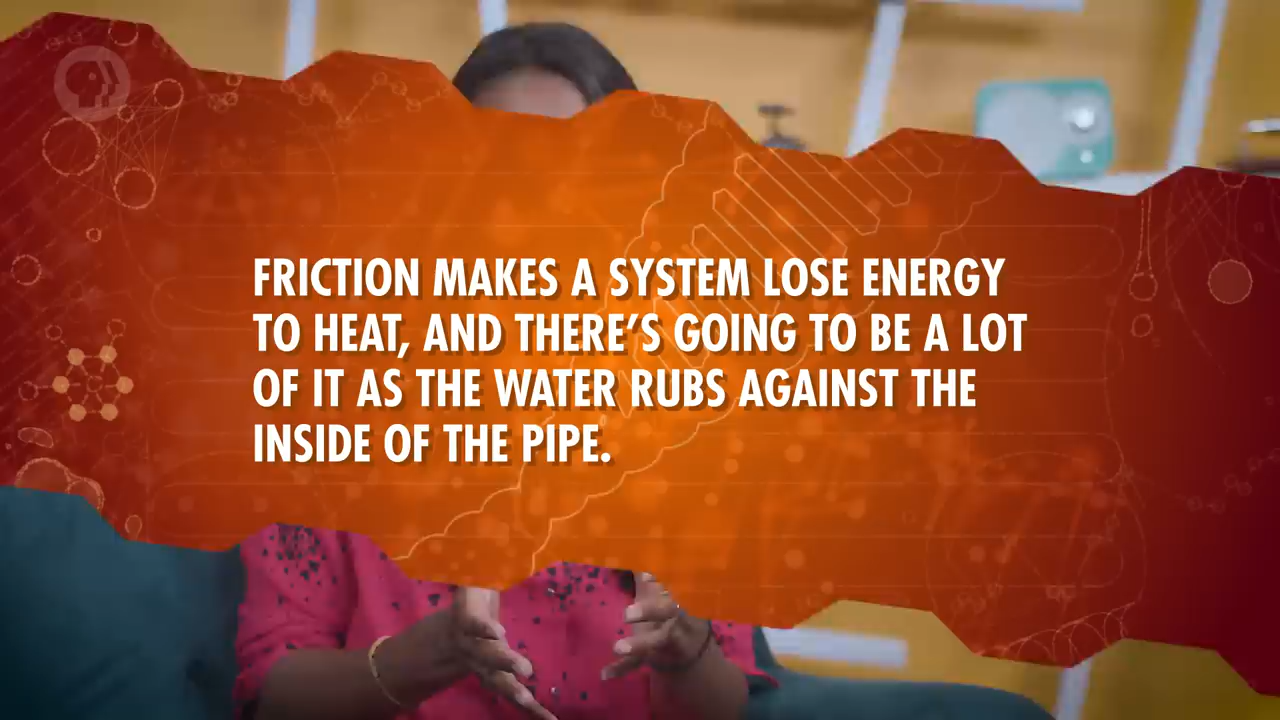 FRICTION MAKES A SYSTEM LOSE ENERGY
TO HEAT, AND THERE'S GOING TO BE A LOT
OF IT AS THE WATER RUBS AGAINST THE
INSIDE OF THE PIPE.